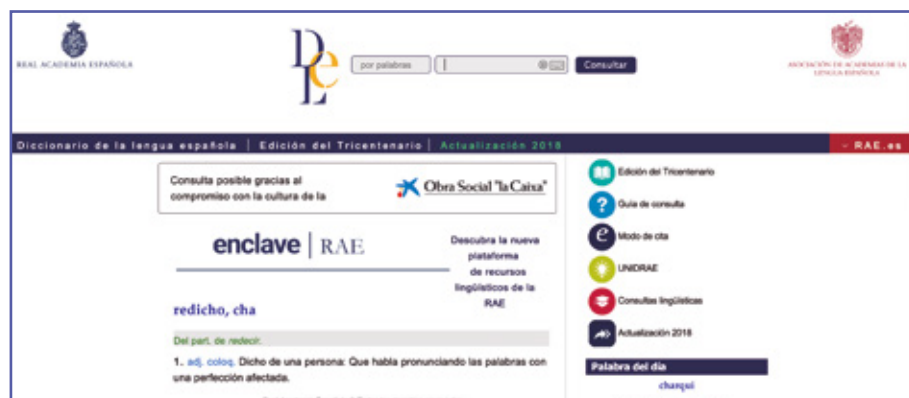 REAL ACADEMIA ESPAÑOLA
DLE
por palabras
Consultar
ASOCIACIÓN DE ACADEMIAS DE LA
LENGUA ESPAÑOLA
Diccionario de la lengua española | Edición del Tricentenario | Actualización 2018
RAE.es
Consulta posible gracias al
compromiso con la cultura de la
Obra Social "la Caixa"
enclave | RAE
Descubra la nueva
plataforma
de recursos
lingüísticos de la
RAE
redicho, cha
Del part. de redecir.
1. adj. coloq. Dicho de una persona: Que habla pronunciando las palabras con
una perfección afectada.
Edición del Tricentenario
Guía de consulta
Modo de cita
UNIDRAE
Consultas lingüísticas
Actualización 2018
Palabra del día
charqui